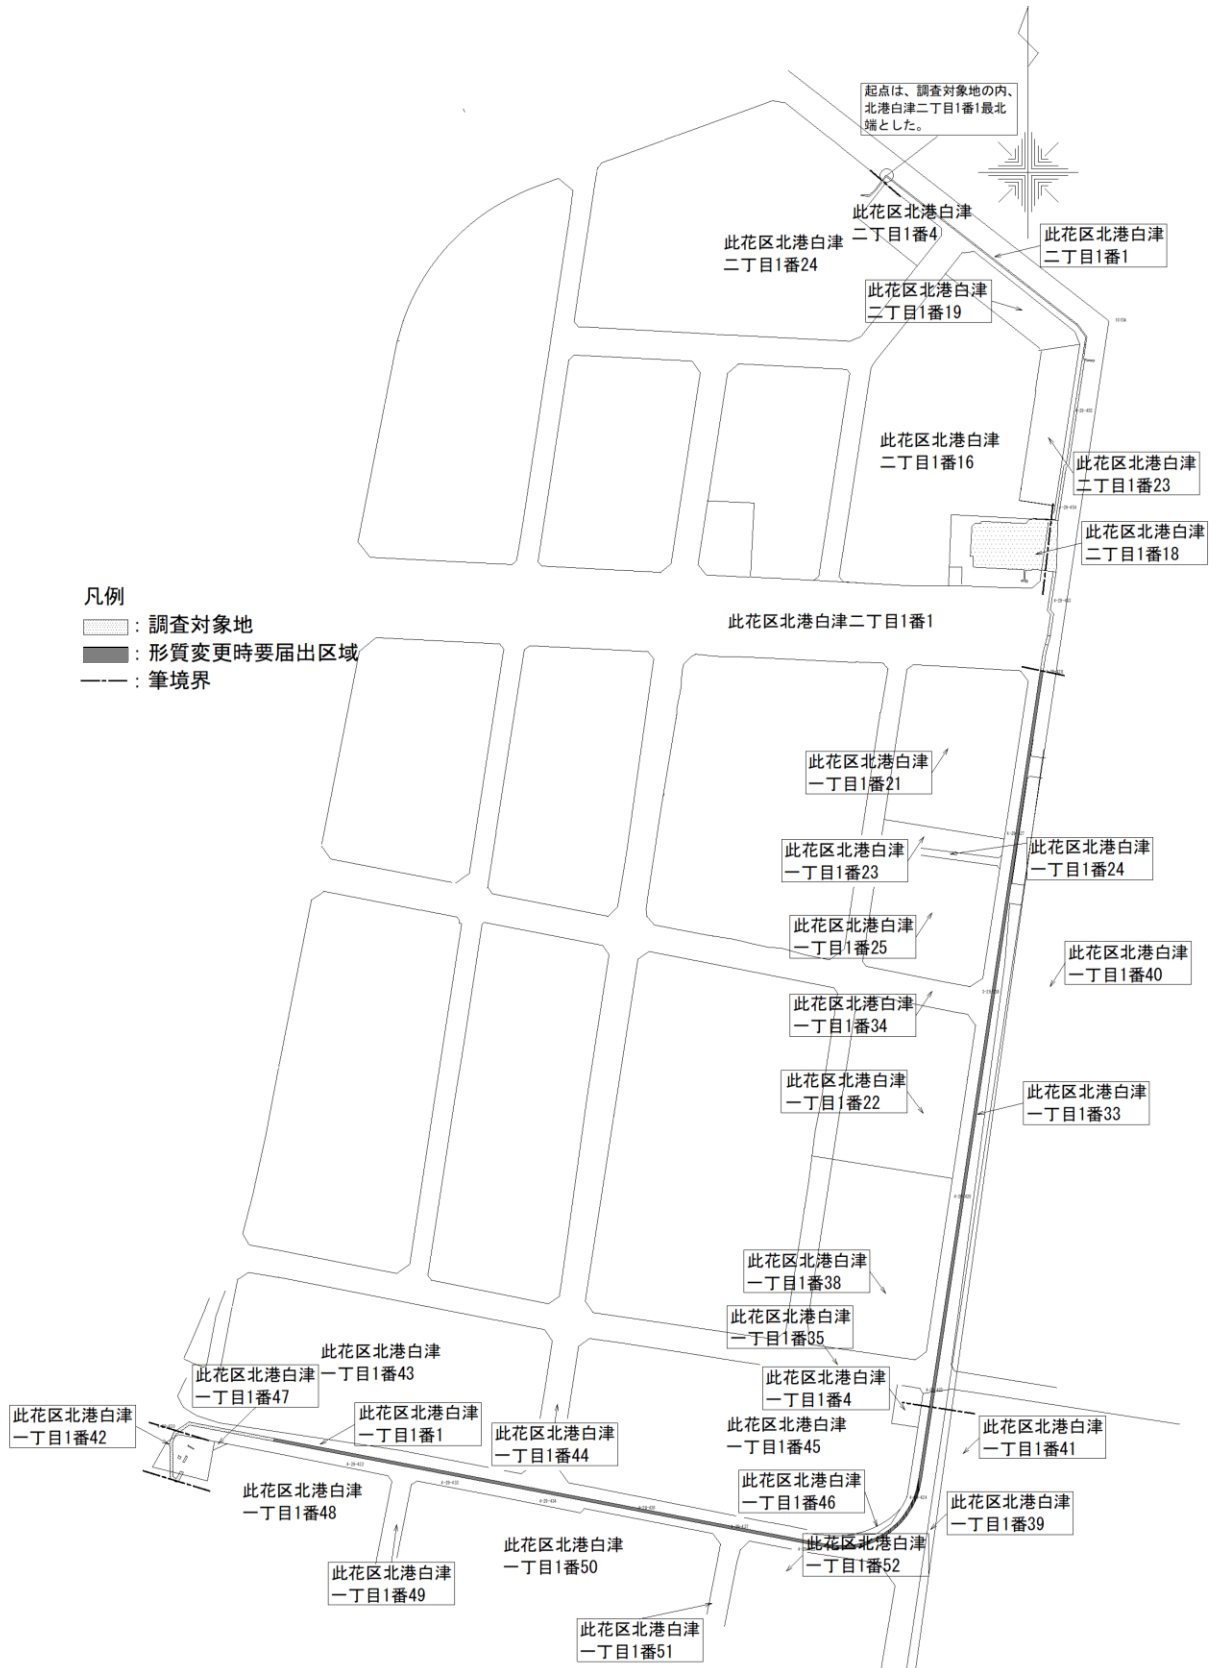 起点は、調査対象地の内、
北港白津二丁目1番1最北
端とした。
此花区北港白津
二丁目1番4
此花区北港白津
二丁目1番24
此花区北港白津
二丁目1番1
此花区北港白津
二丁目1番19
此花区北港白津
二丁目1番16
此花区北港白津
二丁目1番23
此花区北港白津
二丁目1番18
凡例
：調査対象地
：形質変更時要届出区域
：筆境界
此花区北港白津二丁目1番1
此花区北港白津
一丁目1番21
此花区北港白津
一丁目1番23
此花区北港白津
一丁目1番24
此花区北港白津
一丁目1番25
此花区北港白津
一丁目1番40
此花区北港白津
一丁目1番34
此花区北港白津
一丁目1番22
此花区北港白津
一丁目1番33
此花区北港白津
一丁目1番38
此花区北港白津
一丁目1番35
此花区北港白津
一丁目1番43
此花区北港白津
一丁目1番47
此花区北港白津
一丁目1番4
此花区北港白津
一丁目1番42
此花区北港白津
一丁目1番1
此花区北港白津
一丁目1番44
此花区北港白津
一丁目1番45
此花区北港白津
一丁目1番41
此花区北港白津
一丁目1番48
此花区北港白津
一丁目1番46
此花区北港白津
一丁目1番39
此花区北港白津
一丁目1番50
此花区北港白津
一丁目1番52
此花区北港白津
一丁目1番49
此花区北港白津
一丁目1番51